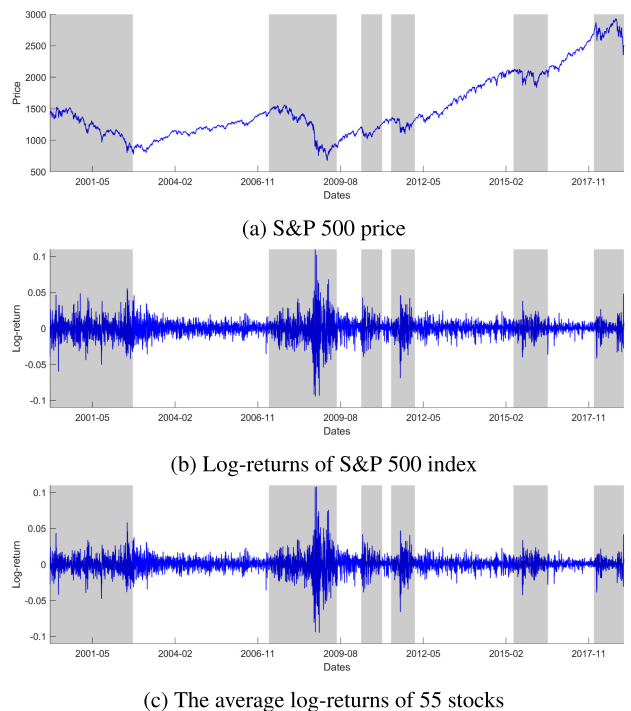 3000
2500
2000
1500
1000
500
Price
2001-05 2004-02 2006-11 2009-08 2012-05 2015-02 2017-11
Dates
(a) S&P 500 price
0.1
0.05
0
-0.05
-0.1
Log-return
2001-05 2004-02 2006-11 2009-08 2012-05 2015-02 2017-11
Dates
(b) Log-returns of S&P 500 index
0.1
0.05
0
-0.05
-0.1
Log-return
2001-05 2004-02 2006-11 2009-08 2012-05 2015-02 2017-11
Dates
(c) The average log-returns of 55 stocks